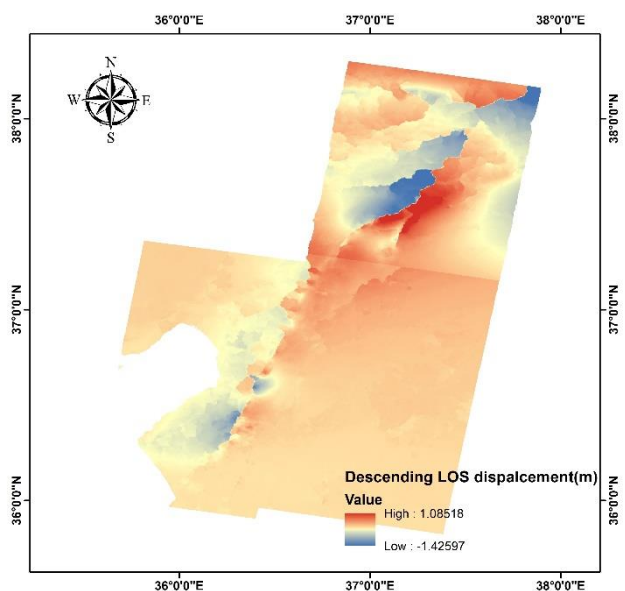 36°0'0"E 37°0'0"E 38°0'0"E
N
W E
S
38°0'0"N 38°0'0"N
37°0'0"N 37°0'0"N
36°0'0"N 36°0'0"N
Descending LOS dispalcement(m)
Value
High : 1.08518
Low : -1.42597
36°0'0"E 37°0'0"E 38°0'0"E